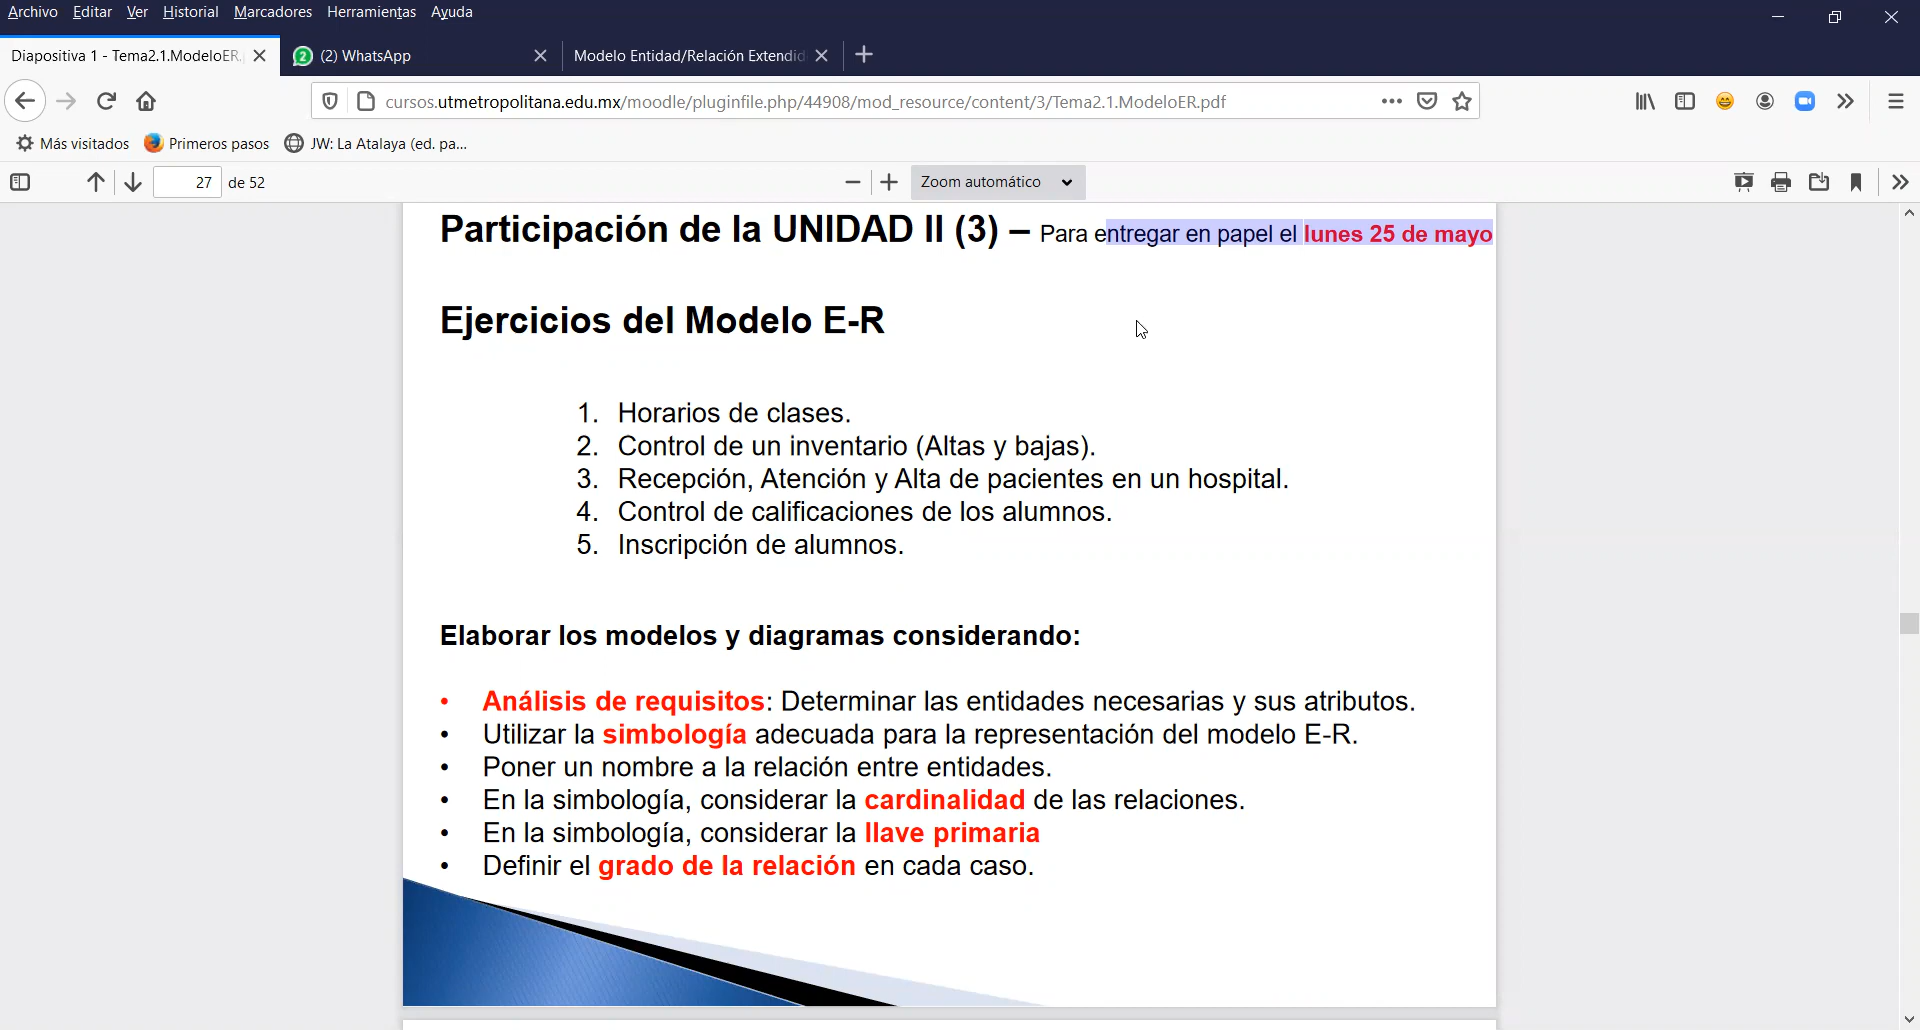 Archivo Editar Ver Historial Marcadores Herramientas Ayuda
Diapositiva 1 - Tema2.1.ModeloER.
2 (2) WhatsApp
Modelo Entidad/Relación Extendid
cursos.utmetropolitana.edu.mx/moodle/pluginfile.php/44908/mod_resource/content/3/Tema2.1.ModeloER.pdf
Más visitados Primeros pasos JW: La Atalaya (ed. pa...
27 de 52 Zoom automático
Participación de la UNIDAD II (3) – Para entregar en papel el lunes 25 de mayo
Ejercicios del Modelo E-R
1. Horarios de clases.
2. Control de un inventario (Altas y bajas).
3. Recepción, Atención y Alta de pacientes en un hospital.
4. Control de calificaciones de los alumnos.
5. Inscripción de alumnos.
Elaborar los modelos y diagramas considerando:
• Análisis de requisitos: Determinar las entidades necesarias y sus atributos.
• Utilizar la simbología adecuada para la representación del modelo E-R.
• Poner un nombre a la relación entre entidades.
• En la simbología, considerar la cardinalidad de las relaciones.
• En la simbología, considerar la llave primaria
• Definir el grado de la relación en cada caso.